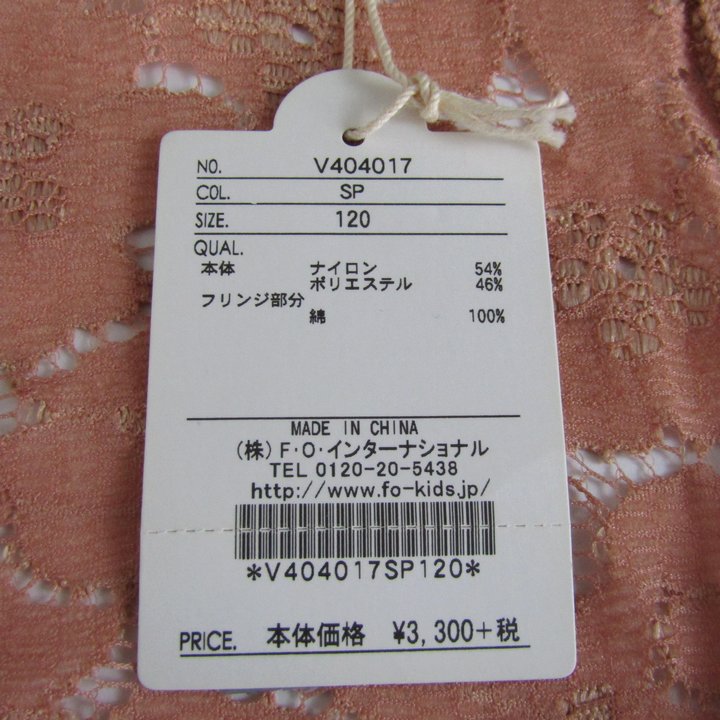 NO. V404017
COL. SP
SIZE. 120
QUAL.
本体 ナイロン 54%
ポリエステル 46%
フリンジ部分
綿 100%
MADE IN CHINA
(株)F・O・インターナショナル
TEL 0120-20-5438
http://www.fo-kids.jp/
*V404017SP120*
PRICE. 本体価格 ¥3,300+税